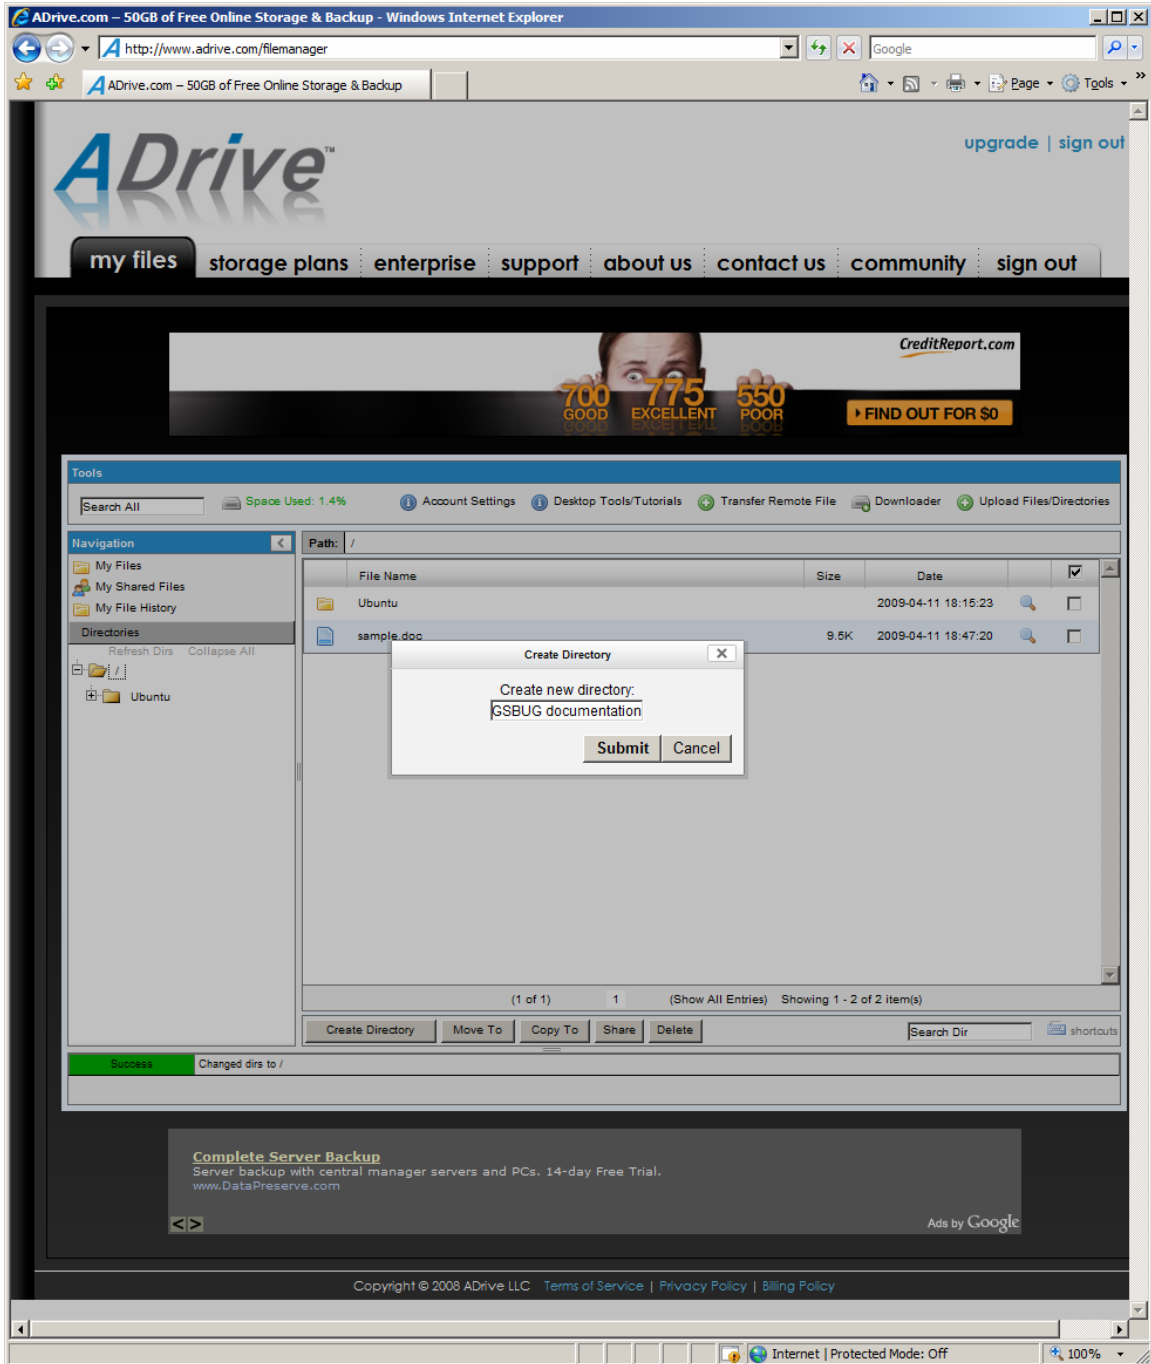 ADrive.com – 50GB of Free Online Storage & Backup - Windows Internet Explorer
http://www.adrive.com/filemanager
Google
ADrive.com – 50GB of Free Online Storage & Backup
Page
Tools
»
ADrive™
upgrade | sign out
my files storage plans enterprise support about us contact us community sign out
CreditReport.com
700 775 550
GOOD EXCELLENT POOR
FIND OUT FOR $0
Tools
Search All
Space Used: 1.4%
Account Settings
Desktop Tools/Tutorials
Transfer Remote File
Downloader
Upload Files/Directories
Navigation
<
Path: /
My Files
My Shared Files
My File History
Directories
Refresh Dirs Collapse All
/
Ubuntu
File Name Size Date
Ubuntu 2009-04-11 18:15:23
sample.doc 9.5K 2009-04-11 18:47:20
Create Directory
Create new directory:
GSBUG documentation
Submit Cancel
(1 of 1) 1 (Show All Entries) Showing 1 - 2 of 2 item(s)
Create Directory Move To Copy To Share Delete Search Dir shortcuts
Success Changed dirs to /
Complete Server Backup
Server backup with central manager servers and PCs. 14-day Free Trial.
www.DataPreserve.com
< >
Ads by Google
Copyright © 2008 ADrive LLC Terms of Service | Privacy Policy | Billing Policy
Internet | Protected Mode: Off
100%